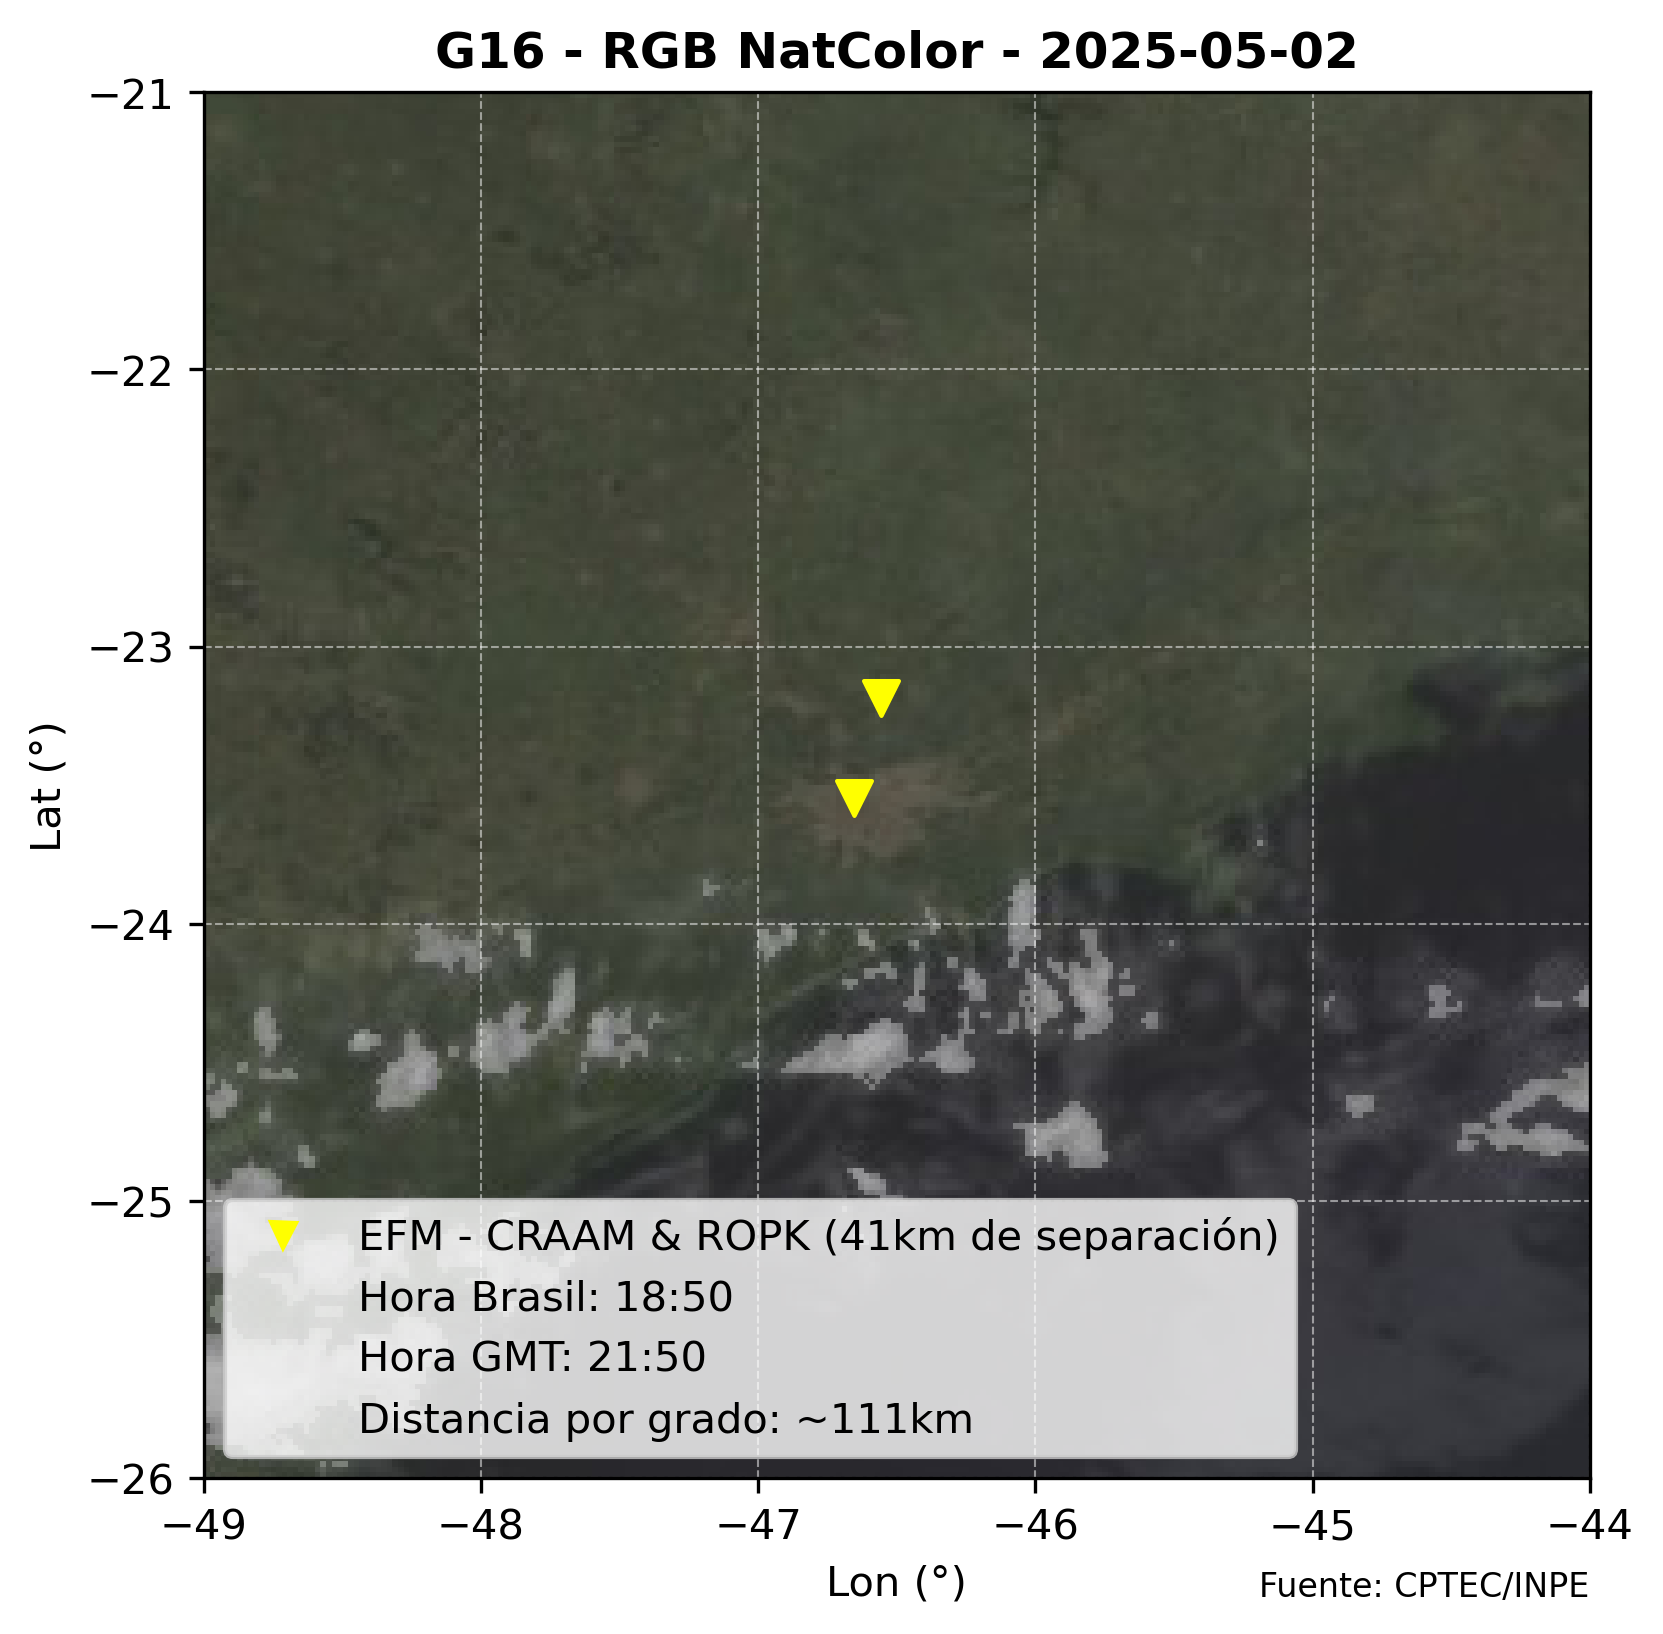 G16 - RGB NatColor - 2025-05-02
−21
−22
−23
−24
−25
−26
Lat (°)
EFM - CRAAM & ROPK (41km de separación)
Hora Brasil: 18:50
Hora GMT: 21:50
Distancia por grado: ~111km
−49 −48 −47 −46 −45 −44
Lon (°)
Fuente: CPTEC/INPE